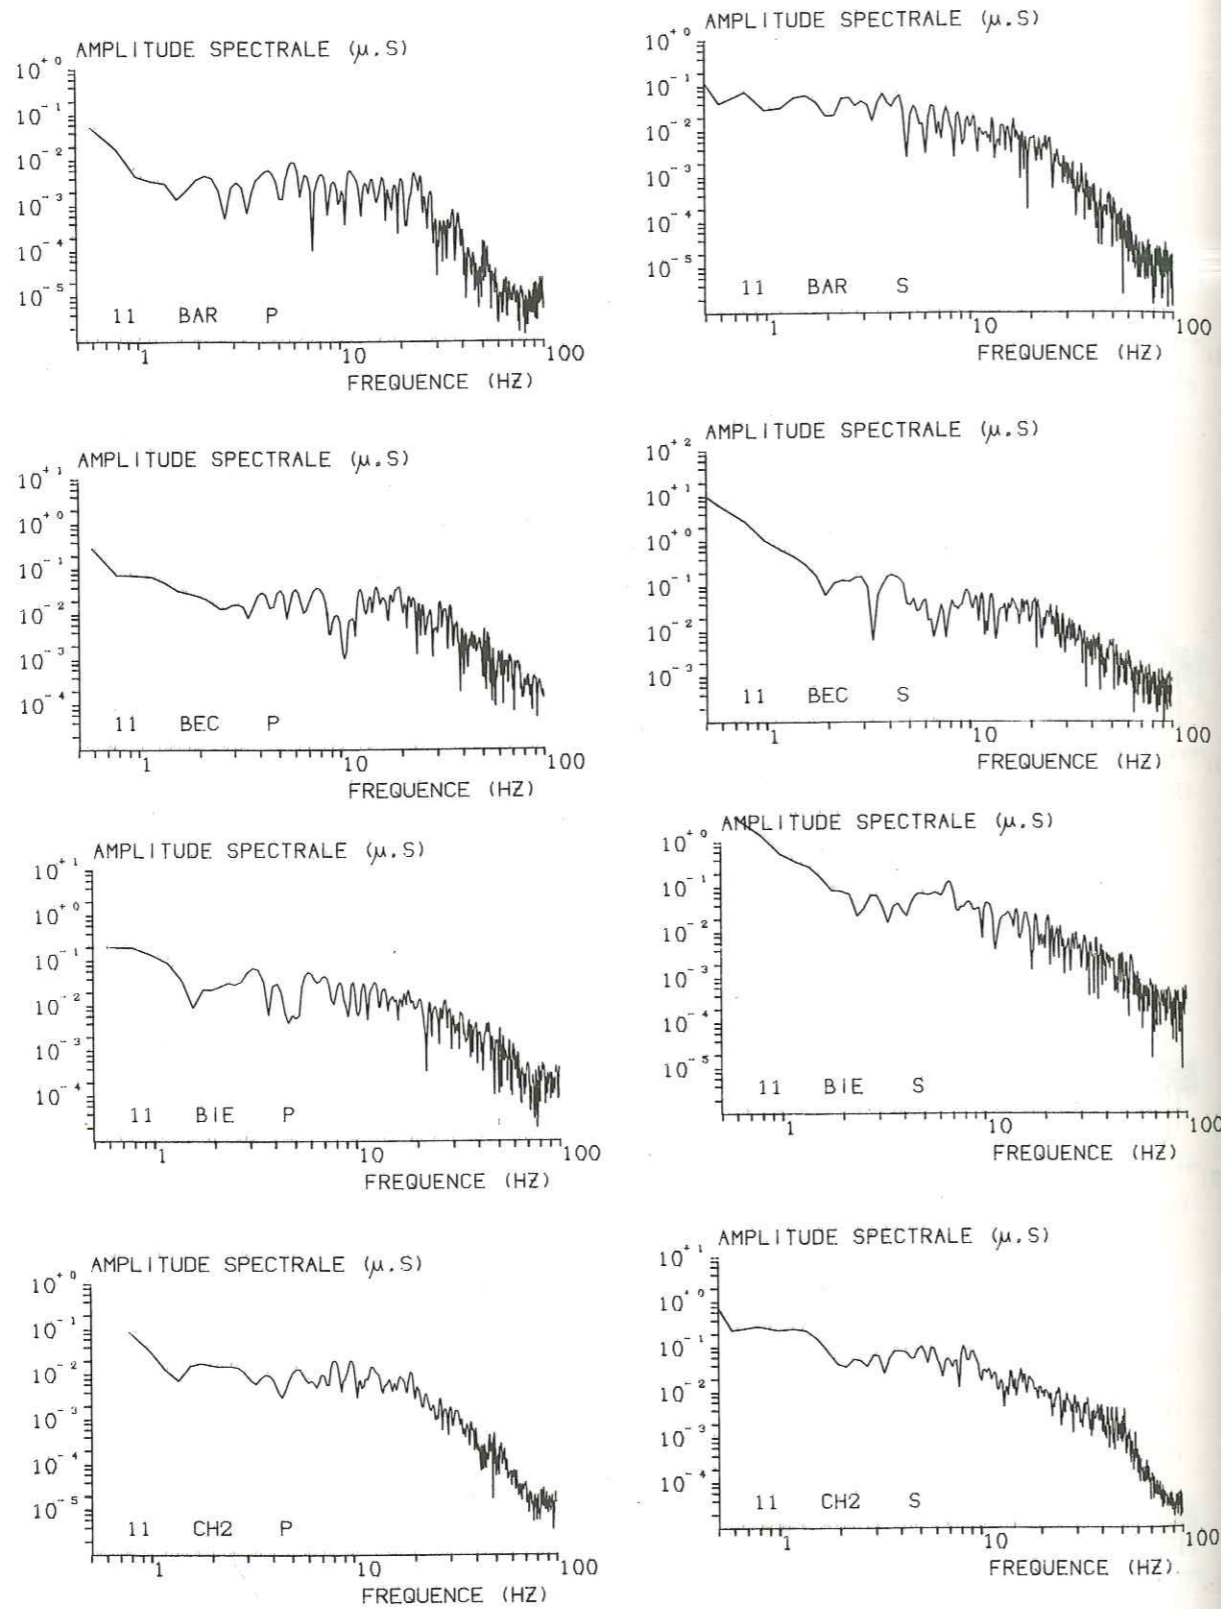 AMPLITUDE SPECTRALE (μ.S)
10⁺⁰
10⁻¹
10⁻²
10⁻³
10⁻⁴
10⁻⁵
11 BAR P
1 10 100
FREQUENCE (HZ)
AMPLITUDE SPECTRALE (μ.S)
10⁺⁰
10⁻¹
10⁻²
10⁻³
10⁻⁴
10⁻⁵
11 BAR S
1 10 100
FREQUENCE (HZ)
AMPLITUDE SPECTRALE (μ.S)
10⁺¹
10⁺⁰
10⁻¹
10⁻²
10⁻³
10⁻⁴
11 BEC P
1 10 100
FREQUENCE (HZ)
AMPLITUDE SPECTRALE (μ.S)
10⁺²
10⁺¹
10⁺⁰
10⁻¹
10⁻²
10⁻³
11 BEC S
1 10 100
FREQUENCE (HZ)
AMPLITUDE SPECTRALE (μ.S)
10⁺¹
10⁺⁰
10⁻¹
10⁻²
10⁻³
10⁻⁴
11 BIE P
1 10 100
FREQUENCE (HZ)
AMPLITUDE SPECTRALE (μ.S)
10⁺⁰
10⁻¹
10⁻²
10⁻³
10⁻⁴
10⁻⁵
11 BIE S
1 10 100
FREQUENCE (HZ)
AMPLITUDE SPECTRALE (μ.S)
10⁺⁰
10⁻¹
10⁻²
10⁻³
10⁻⁴
10⁻⁵
11 CH2 P
1 10 100
FREQUENCE (HZ)
AMPLITUDE SPECTRALE (μ.S)
10⁺¹
10⁺⁰
10⁻¹
10⁻²
10⁻³
10⁻⁴
11 CH2 S
1 10 100
FREQUENCE (HZ)